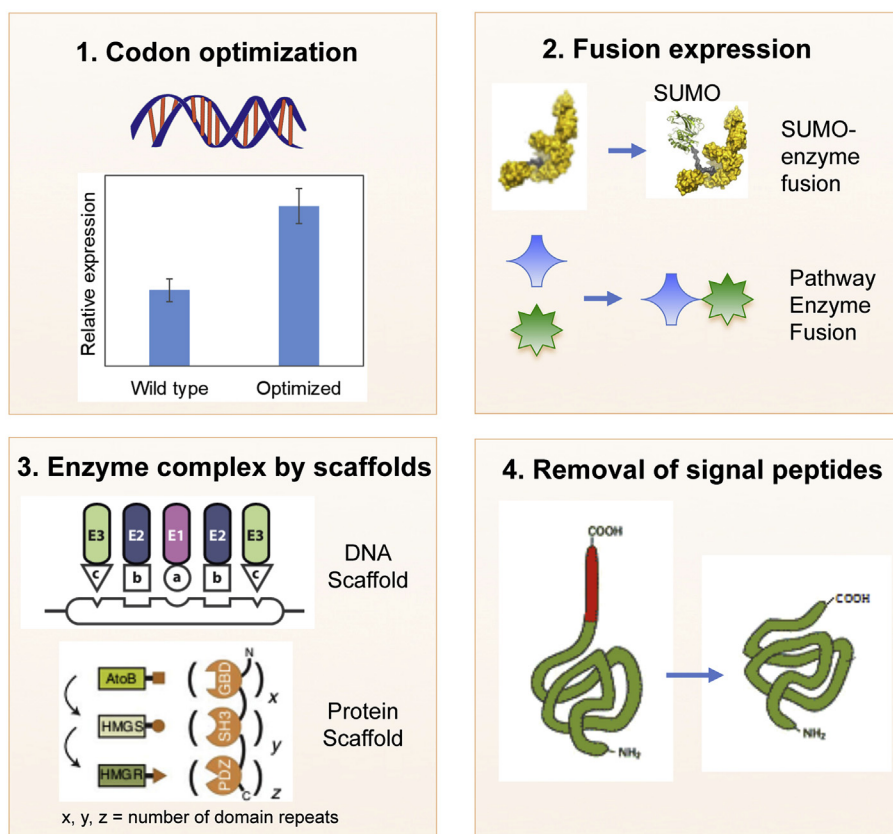 1. Codon optimization
Relative expression
Wild type
Optimized
2. Fusion expression
SUMO
SUMO-
enzyme
fusion
Pathway
Enzyme
Fusion
3. Enzyme complex by scaffolds
E3 E2 E1 E2 E3
c b a b c
DNA
Scaffold
AtoB
HMGS
HMGR
N
GBD
x
SH3
y
PDZ
C
z
Protein
Scaffold
x, y, z = number of domain repeats
4. Removal of signal peptides
COOH
NH₂
COOH
NH₂